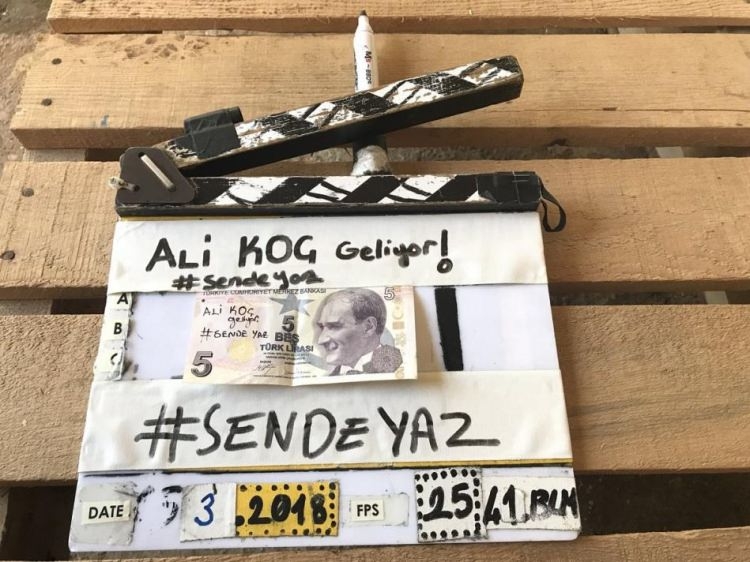 ALi KOG Geliyor!
#Sendeyaz
TÜRKİYE CUMHURİYET MERKEZ BANKASI
5
A
B
C
ALi KOG
geliyor
#SENDE YAZ
5
BEŞ
TÜRK LİRASI
5
#SENDEYAZ
DATE
3
.2018
FPS
25
41.BLM